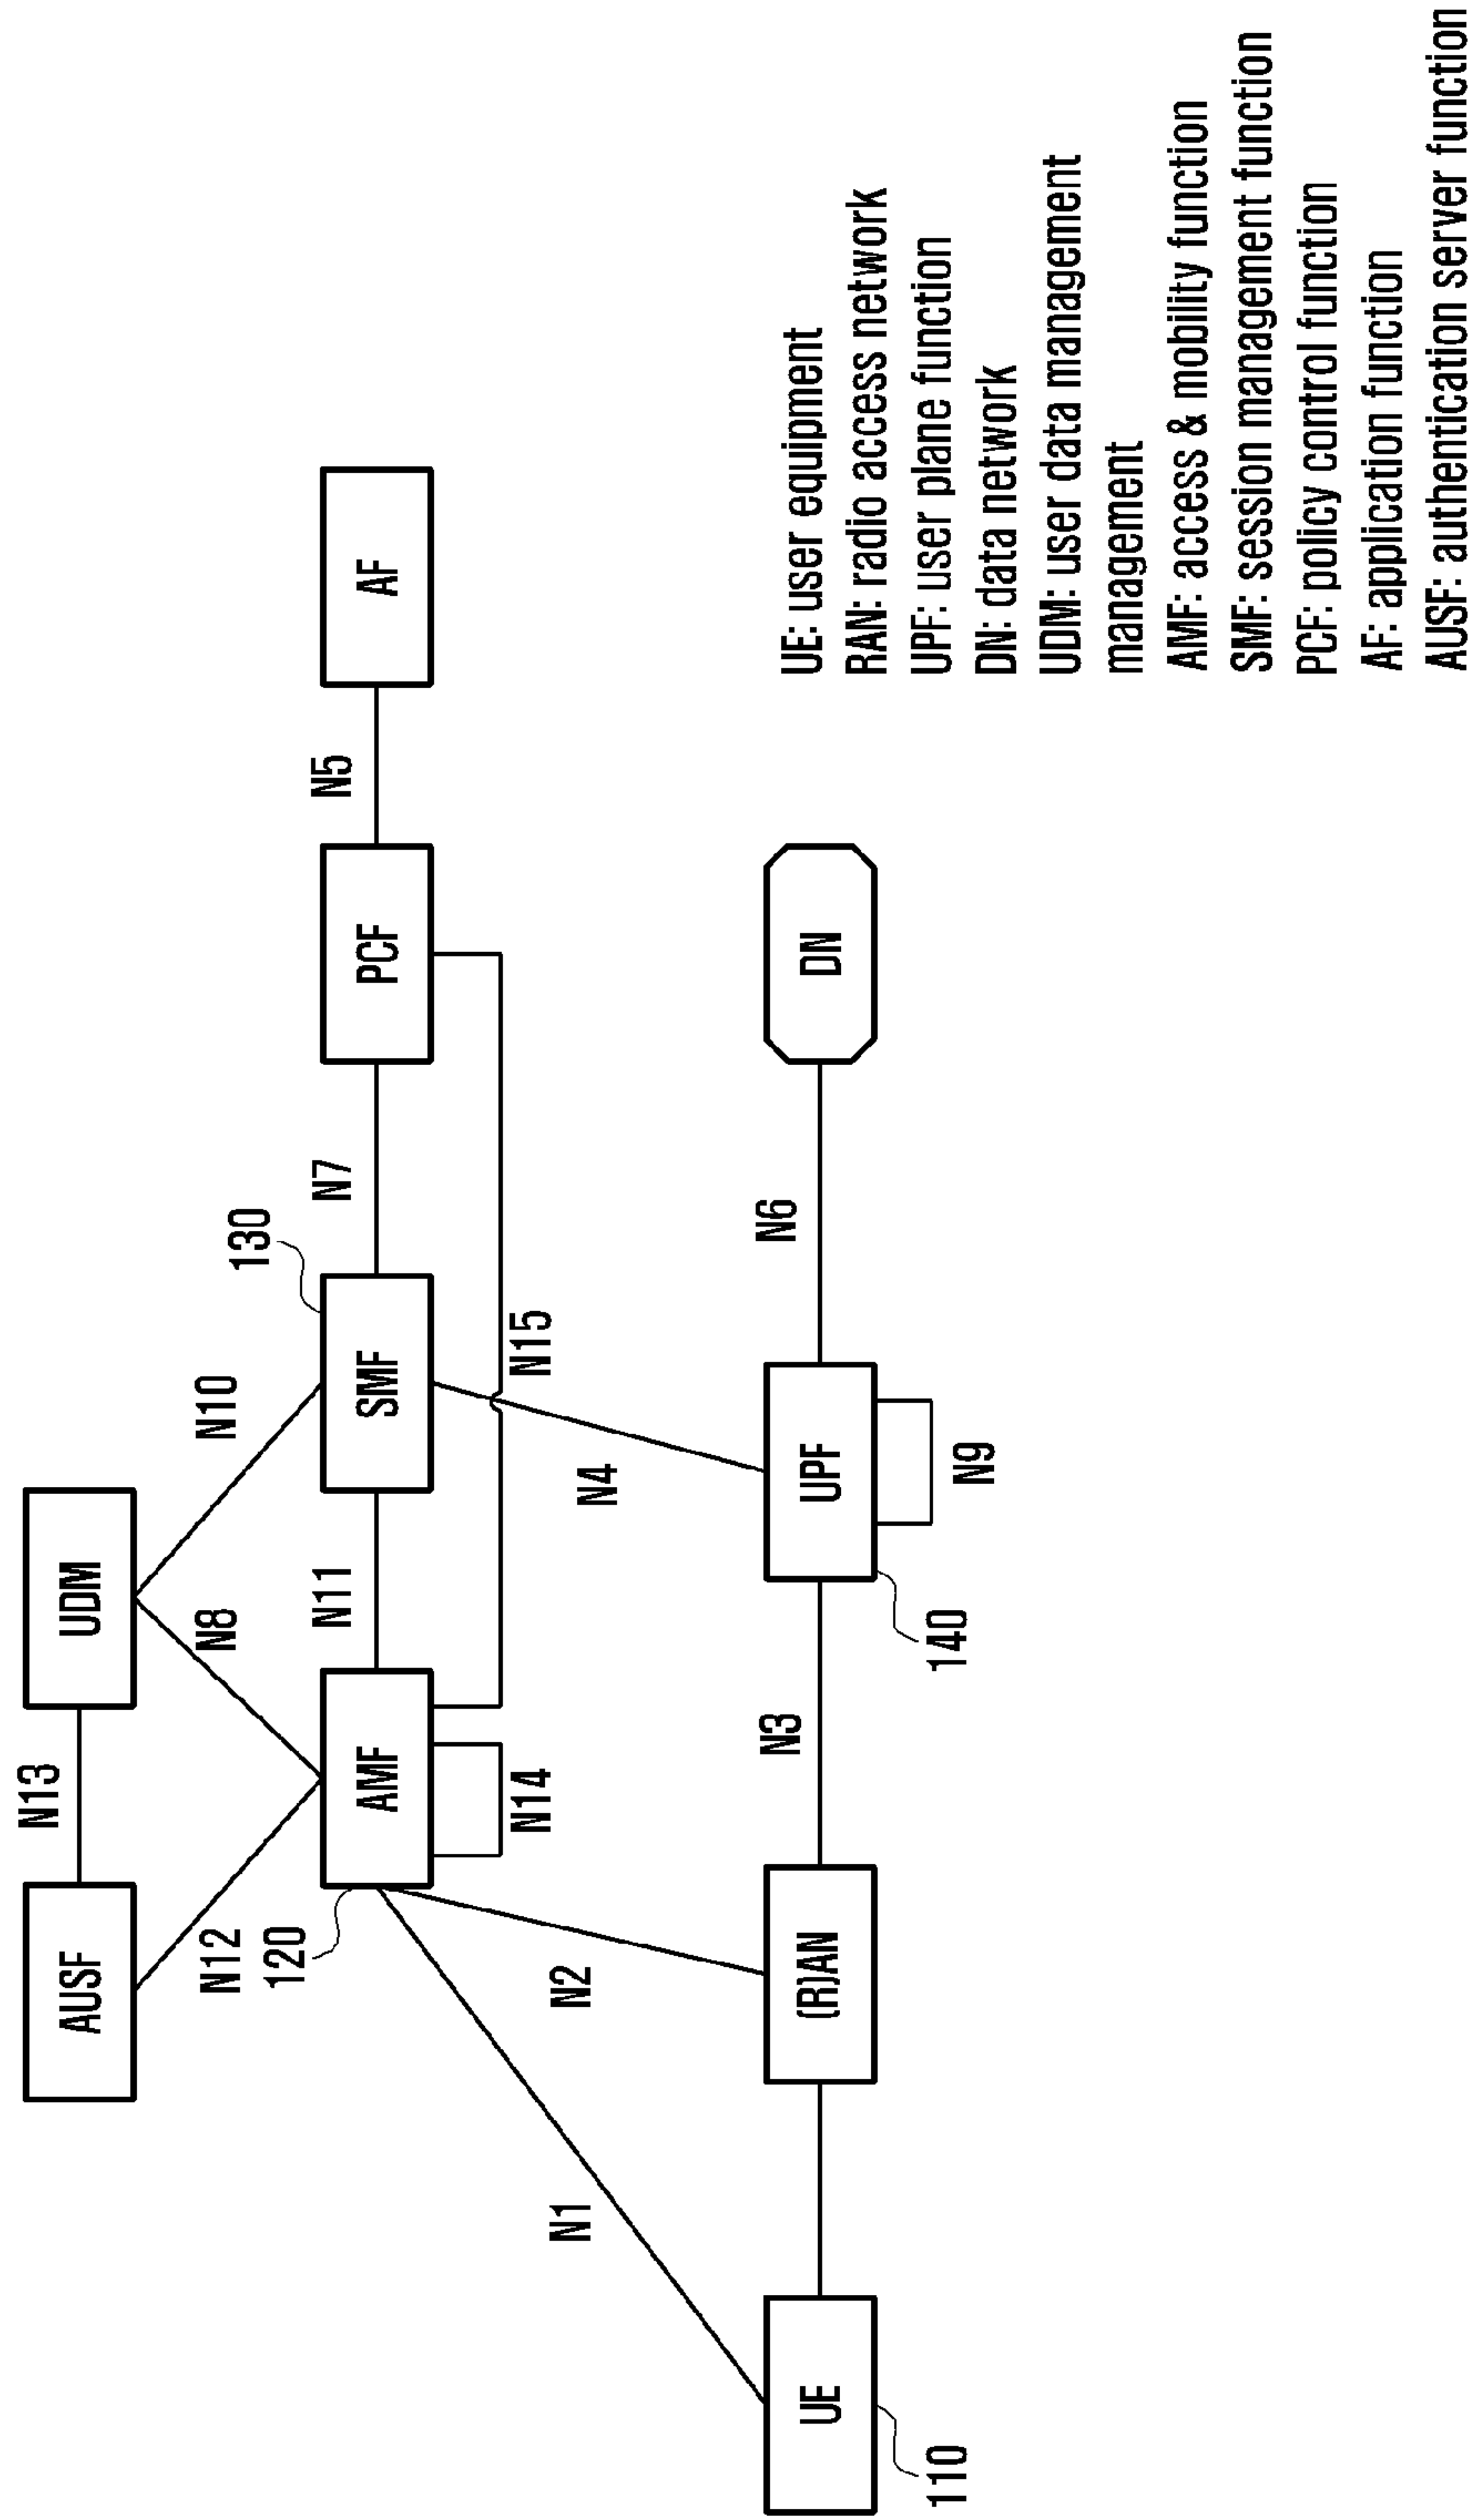 N13
AUSF
UDM
N12
N8
N10
120
130
N11
N7
N5
AMF
SMF
PCF
AF
N14
N15
N1
N2
N4
N3
N6
UE
(R)AN
UPF
DN
110
140
N9
UE: user equipment
RAN: radio access network
UPF: user plane function
DN: data network
UDM: user data management
management
AMF: access & mobility function
SMF: session management function
PCF: policy control function
AF: application function
AUSF: authentication server function